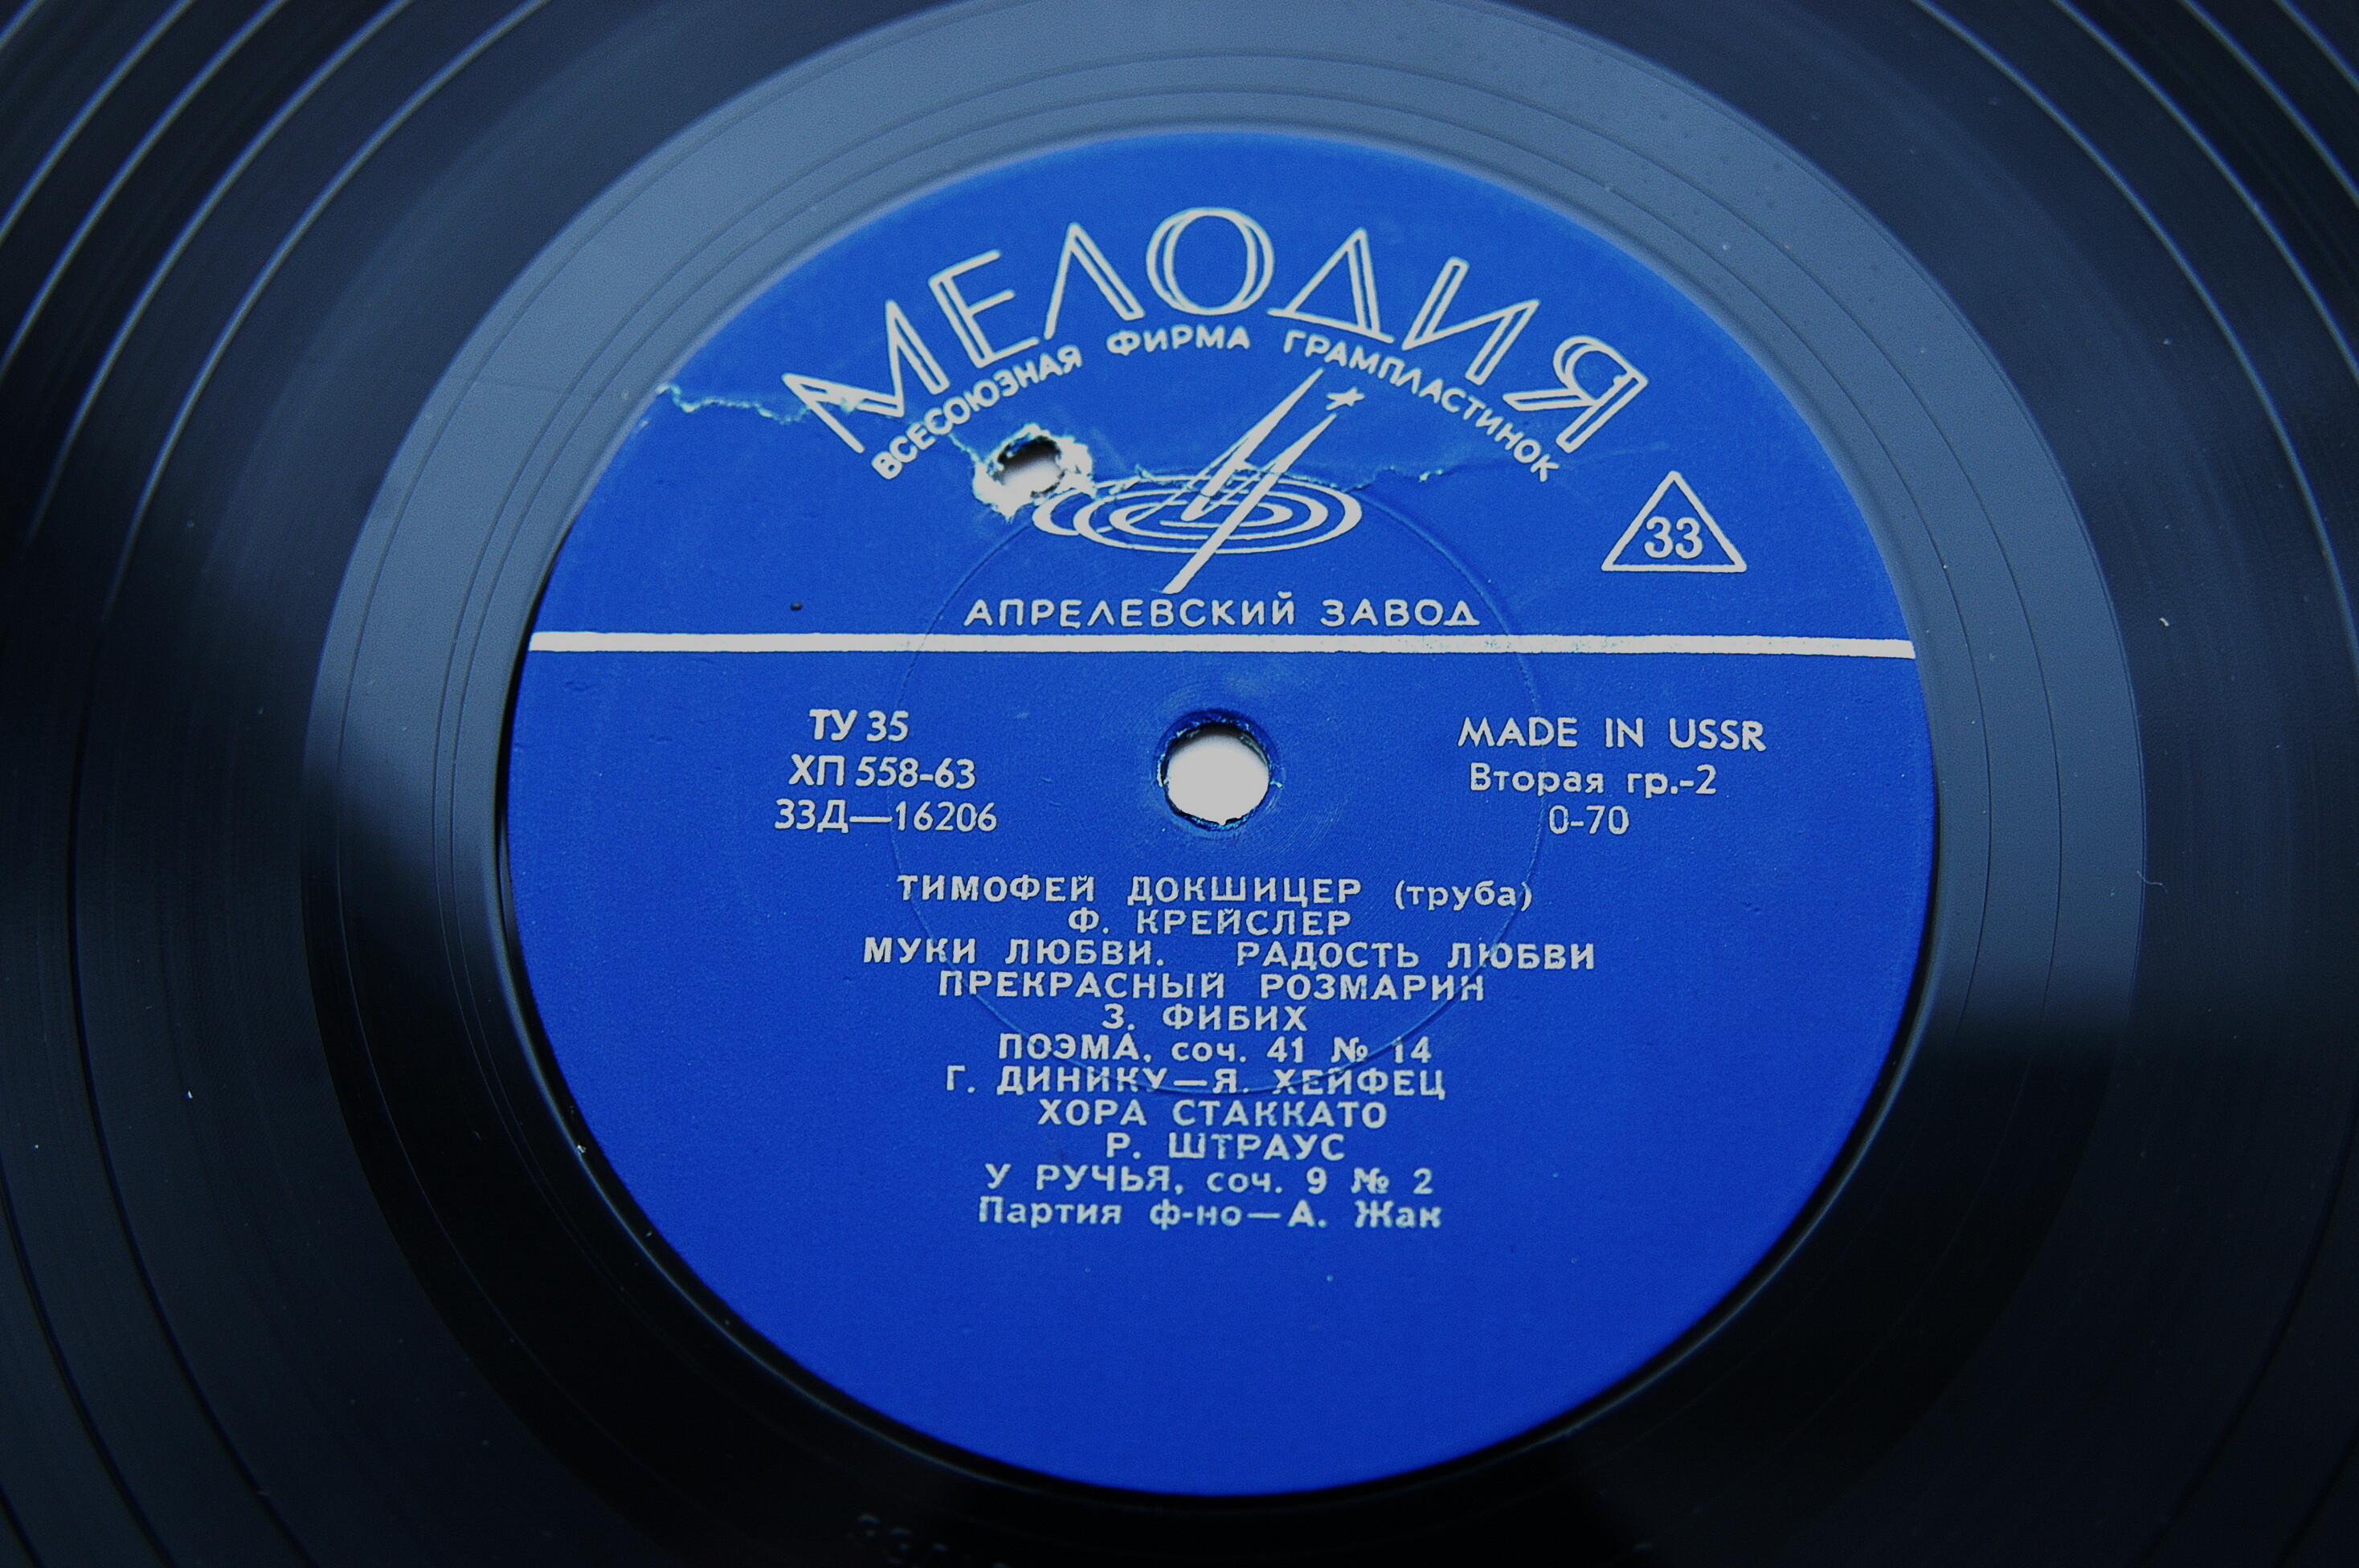 МЕЛОДИЯ
ВСЕСОЮЗНАЯ ФИРМА ГРАМПЛАСТИНОК
33
АПРЕЛЕВСКИЙ ЗАВОД
ТУ 35
ХП 558-63
33Д—16206
MADE IN USSR
Вторая гр.-2
0-70
ТИМОФЕЙ ДОКШИЦЕР (труба)
Ф. КРЕЙСЛЕР
МУКИ ЛЮБВИ. РАДОСТЬ ЛЮБВИ
ПРЕКРАСНЫЙ РОЗМАРИН
З. ФИБИХ
ПОЭМА, соч. 41 № 14
Г. ДИНИКУ—Я. ХЕЙФЕЦ
ХОРА СТАККАТО
Р. ШТРАУС
У РУЧЬЯ, соч. 9 № 2
Партия ф-но—А. Жак